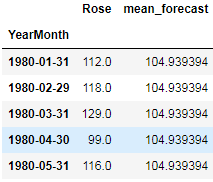 Rose mean_forecast
YearMonth
1980-01-31 112.0 104.939394
1980-02-29 118.0 104.939394
1980-03-31 129.0 104.939394
1980-04-30 99.0 104.939394
1980-05-31 116.0 104.939394